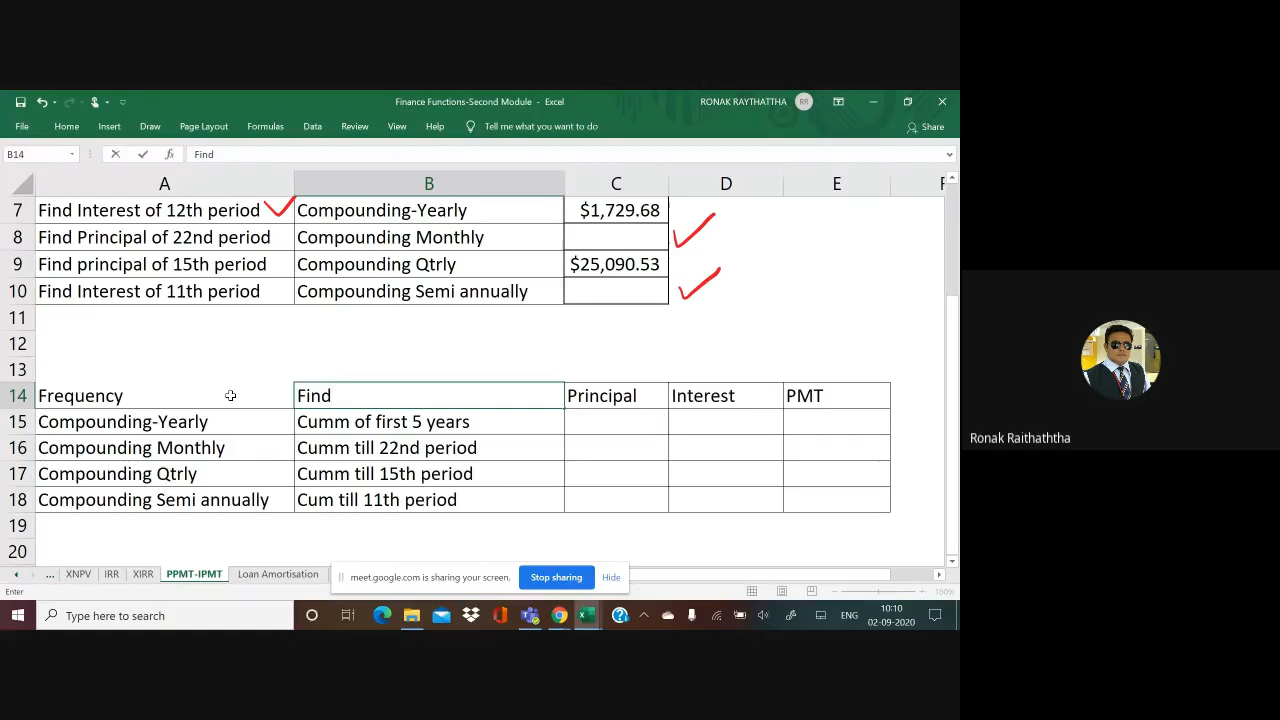 Finance Functions-Second Module - Excel
RONAK RAYTHATTHA RR
File Home Insert Draw Page Layout Formulas Data Review View Help Tell me what you want to do Share
B14 fx Find
A B C D E F
7 Find Interest of 12th period Compounding-Yearly $1,729.68
8 Find Principal of 22nd period Compounding Monthly
9 Find principal of 15th period Compounding Qtrly $25,090.53
10 Find Interest of 11th period Compounding Semi annually
11
12
13
14 Frequency Find Principal Interest PMT
15 Compounding-Yearly Cumm of first 5 years
16 Compounding Monthly Cumm till 22nd period
17 Compounding Qtrly Cumm till 15th period
18 Compounding Semi annually Cum till 11th period
19
20
Ronak Raithaththa
... XNPV IRR XIRR PPMT-IPMT Loan Amortisation
meet.google.com is sharing your screen. Stop sharing Hide
Enter 180%
Type here to search ENG 10:10
02-09-2020